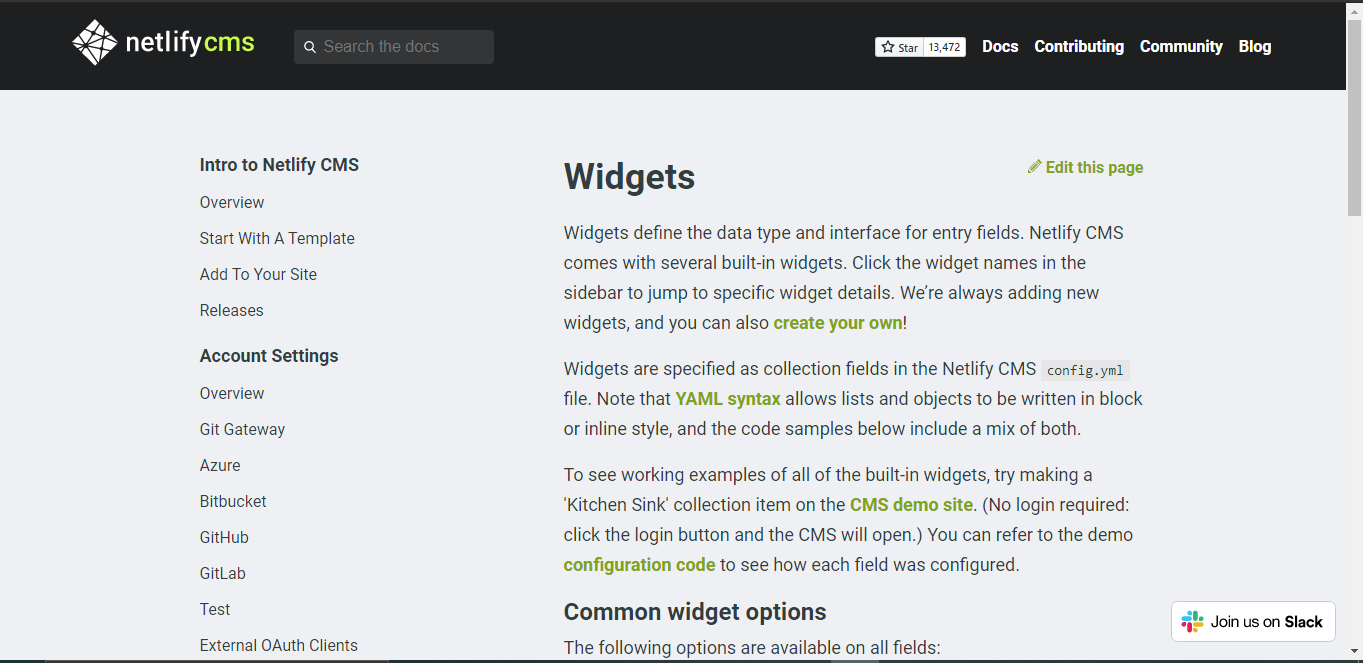 netlifycms
Search the docs
Star 13,472
Docs
Contributing
Community
Blog
Intro to Netlify CMS
Overview
Start With A Template
Add To Your Site
Releases
Account Settings
Overview
Git Gateway
Azure
Bitbucket
GitHub
GitLab
Test
External OAuth Clients
Widgets
Edit this page
Widgets define the data type and interface for entry fields. Netlify CMS
comes with several built-in widgets. Click the widget names in the
sidebar to jump to specific widget details. We’re always adding new
widgets, and you can also create your own!
Widgets are specified as collection fields in the Netlify CMS config.yml
file. Note that YAML syntax allows lists and objects to be written in block
or inline style, and the code samples below include a mix of both.
To see working examples of all of the built-in widgets, try making a
'Kitchen Sink' collection item on the CMS demo site. (No login required:
click the login button and the CMS will open.) You can refer to the demo
configuration code to see how each field was configured.
Common widget options
The following options are available on all fields:
Join us on Slack